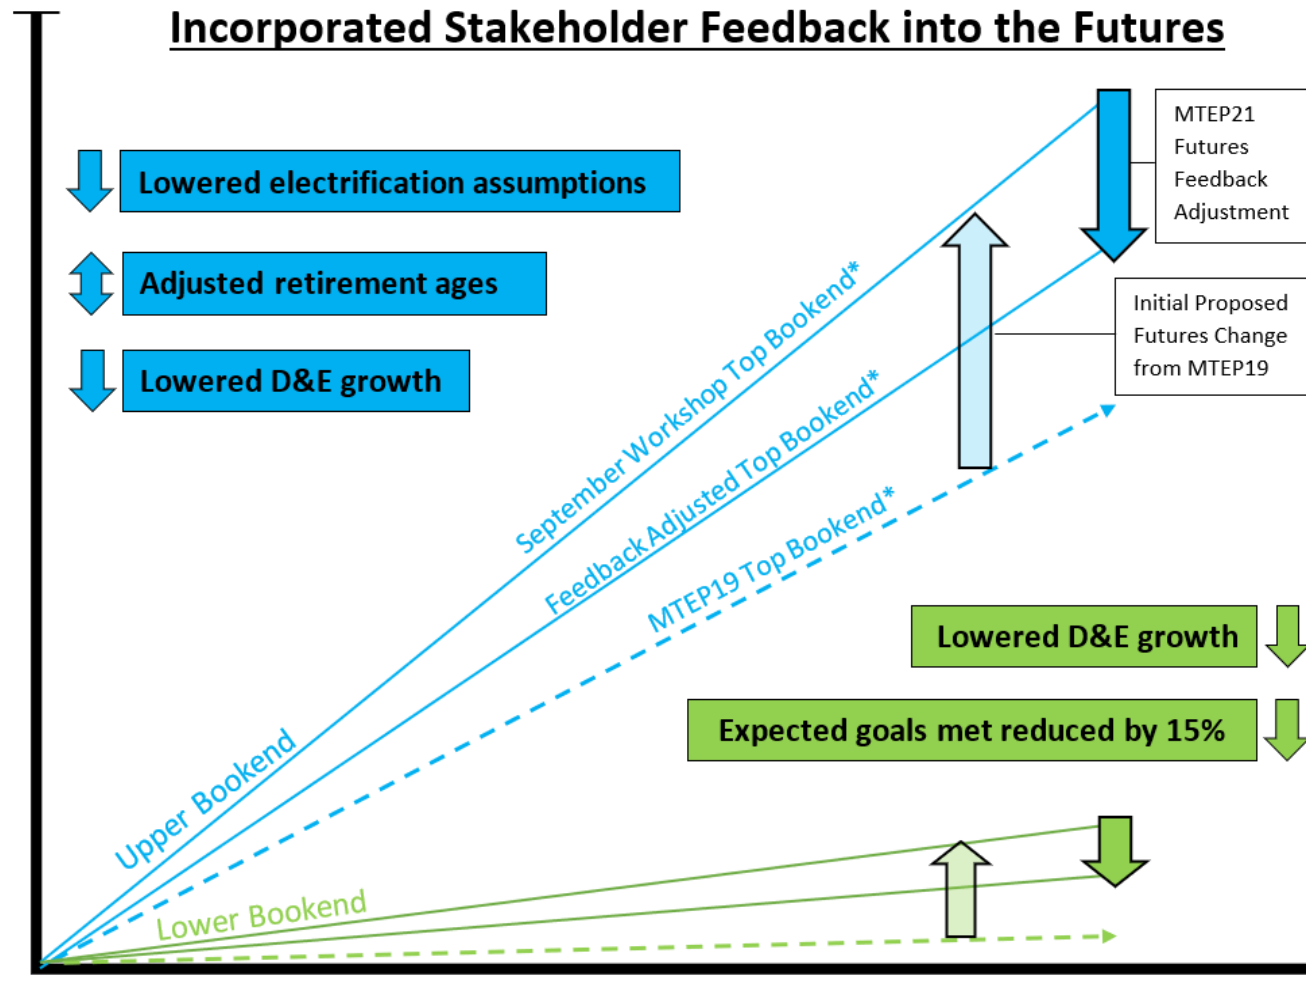 Incorporated Stakeholder Feedback into the Futures
MTEP21
Futures
Feedback
Adjustment
Lowered electrification assumptions
Adjusted retirement ages
Initial Proposed
Futures Change
from MTEP19
Lowered D&E growth
September Workshop Top Bookend*
Feedback Adjusted Top Bookend*
MTEP19 Top Bookend*
Lowered D&E growth
Expected goals met reduced by 15%
Upper Bookend
Lower Bookend